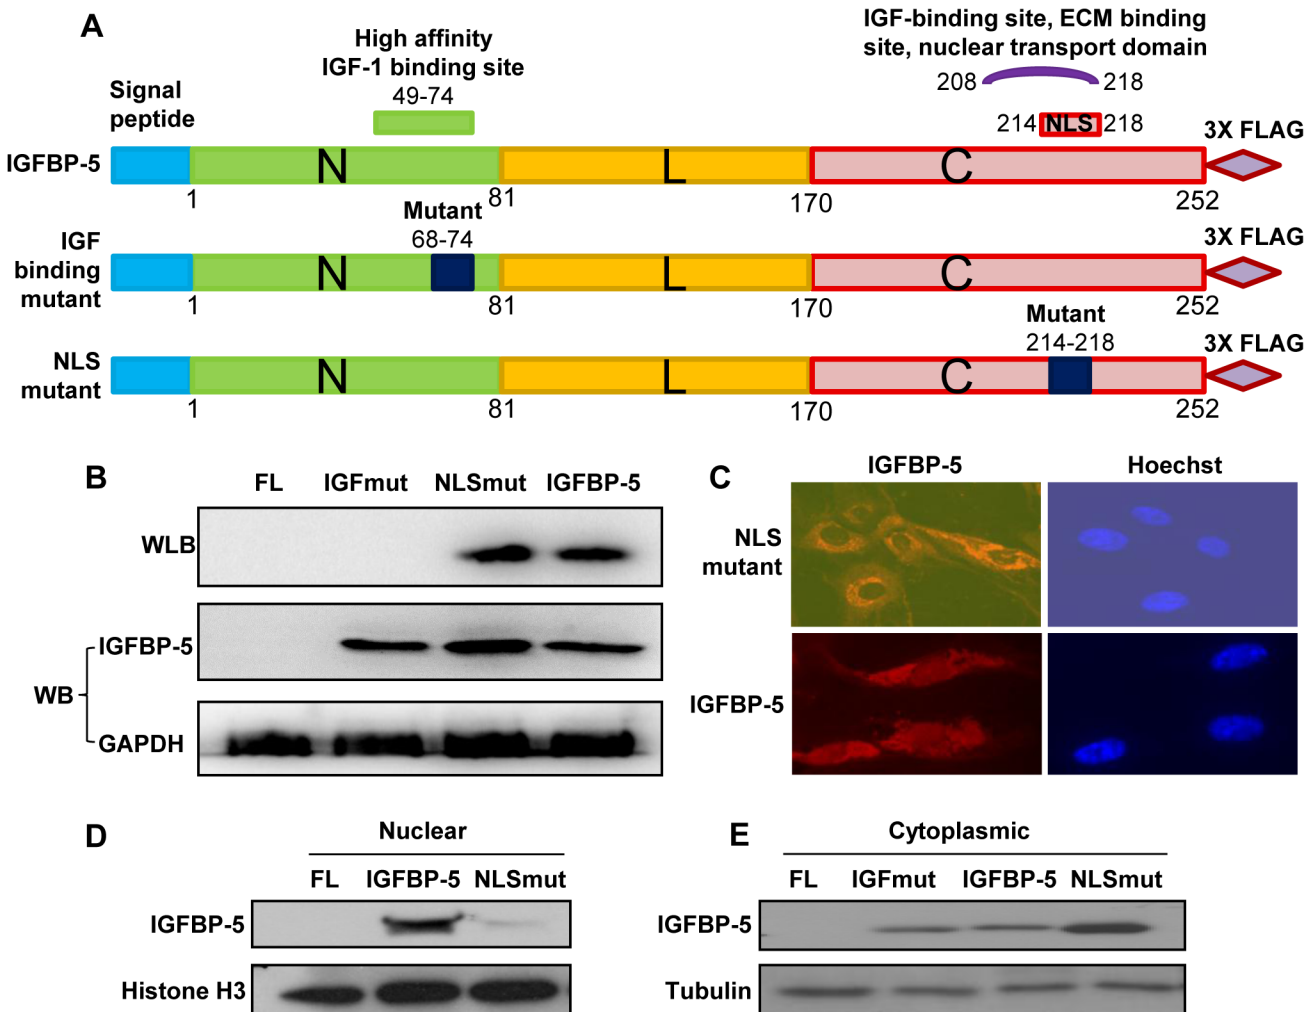 A
High affinity
IGF-1 binding site
49-74
IGF-binding site, ECM binding
site, nuclear transport domain
208
218
Signal
peptide
214
NLS
218
3X FLAG
IGFBP-5
N
L
C
1
81
170
252
Mutant
68-74
IGF
binding
mutant
N
L
C
3X FLAG
1
81
170
252
Mutant
214-218
NLS
mutant
N
L
C
3X FLAG
1
81
170
252
B
FL IGFmut NLSmut IGFBP-5
WLB
IGFBP-5
WB
GAPDH
C
IGFBP-5 Hoechst
NLS
mutant
IGFBP-5
D
Nuclear
FL IGFBP-5 NLSmut
IGFBP-5
Histone H3
E
Cytoplasmic
FL IGFmut IGFBP-5 NLSmut
IGFBP-5
Tubulin